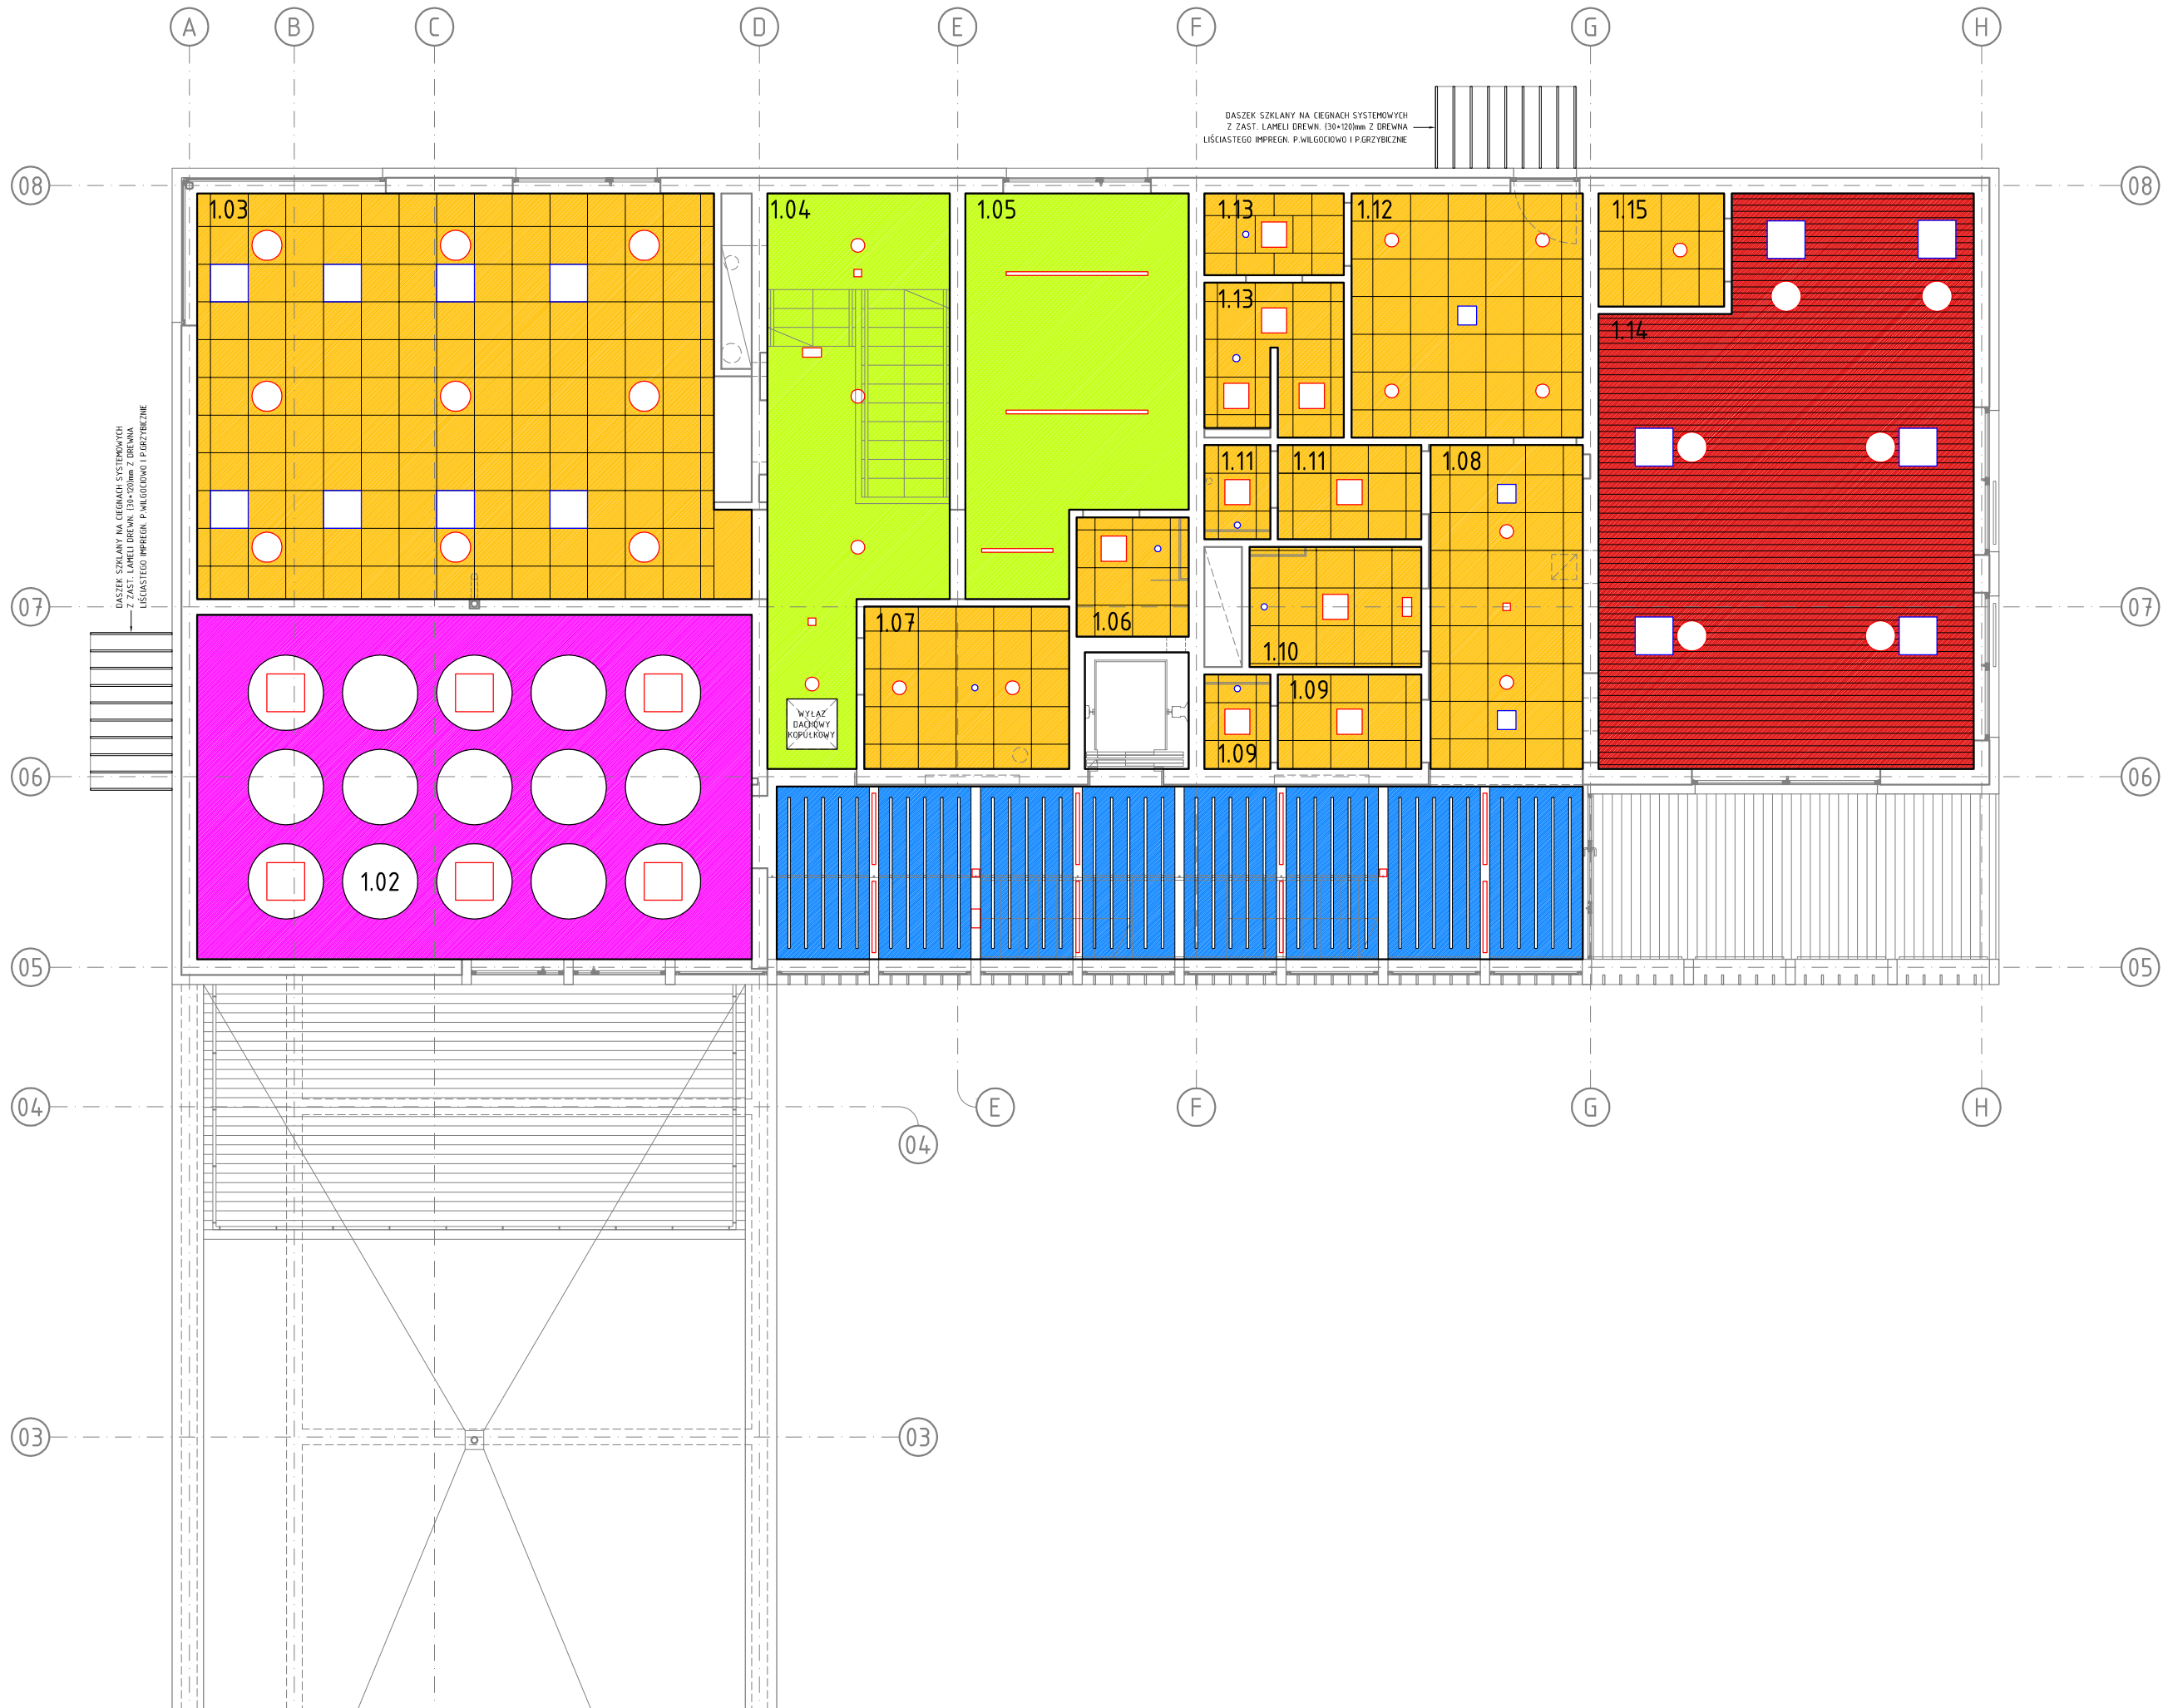 A
B
C
D
E
F
G
H
DASZEK SZKLANY NA CIEGNACH SYSTEMOWYCH
Z ZAST. LAMELI DREWN. (30*120)mm Z DREWNA
LIŚCIASTEGO IMPREGN. P.WILGOCIOWO I P.GRZYBICZNIE
08
08
1.03
1.04
1.05
1.13
1.12
1.15
1.13
1.14
DASZEK SZKLANY NA CIEGNACH SYSTEMOWYCH
Z ZAST. LAMELI DREWN. (30*120)mm Z DREWNA
LIŚCIASTEGO IMPREGN. P.WILGOCIOWO I P.GRZYBICZNIE
1.11
1.11
1.08
07
07
1.07
1.06
1.10
1.09
WYŁAZ
DACHOWY
KOPUŁKOWY
1.09
06
06
1.02
05
05
04
E
F
G
H
04
03
03